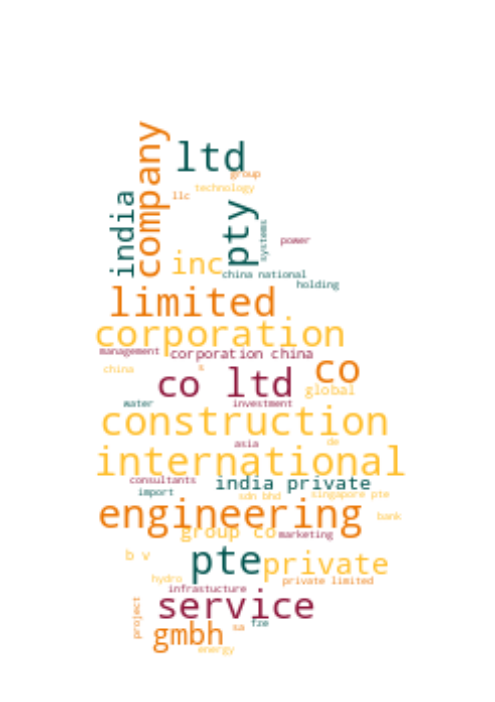 company
ltd
group
technology
llc
india
pty
systems
power
inc
china national
holding
limited
corporation
management
corporation china
china
s
co
co ltd
global
water
investment
construction
asia
de
international
consultants
india private
import
sdn bhd
singapore pte
engineering
bank
group co
marketing
b v
pte
private
hydro
private limited
infrastucture
project
service
fze
sa
gmbh
energy